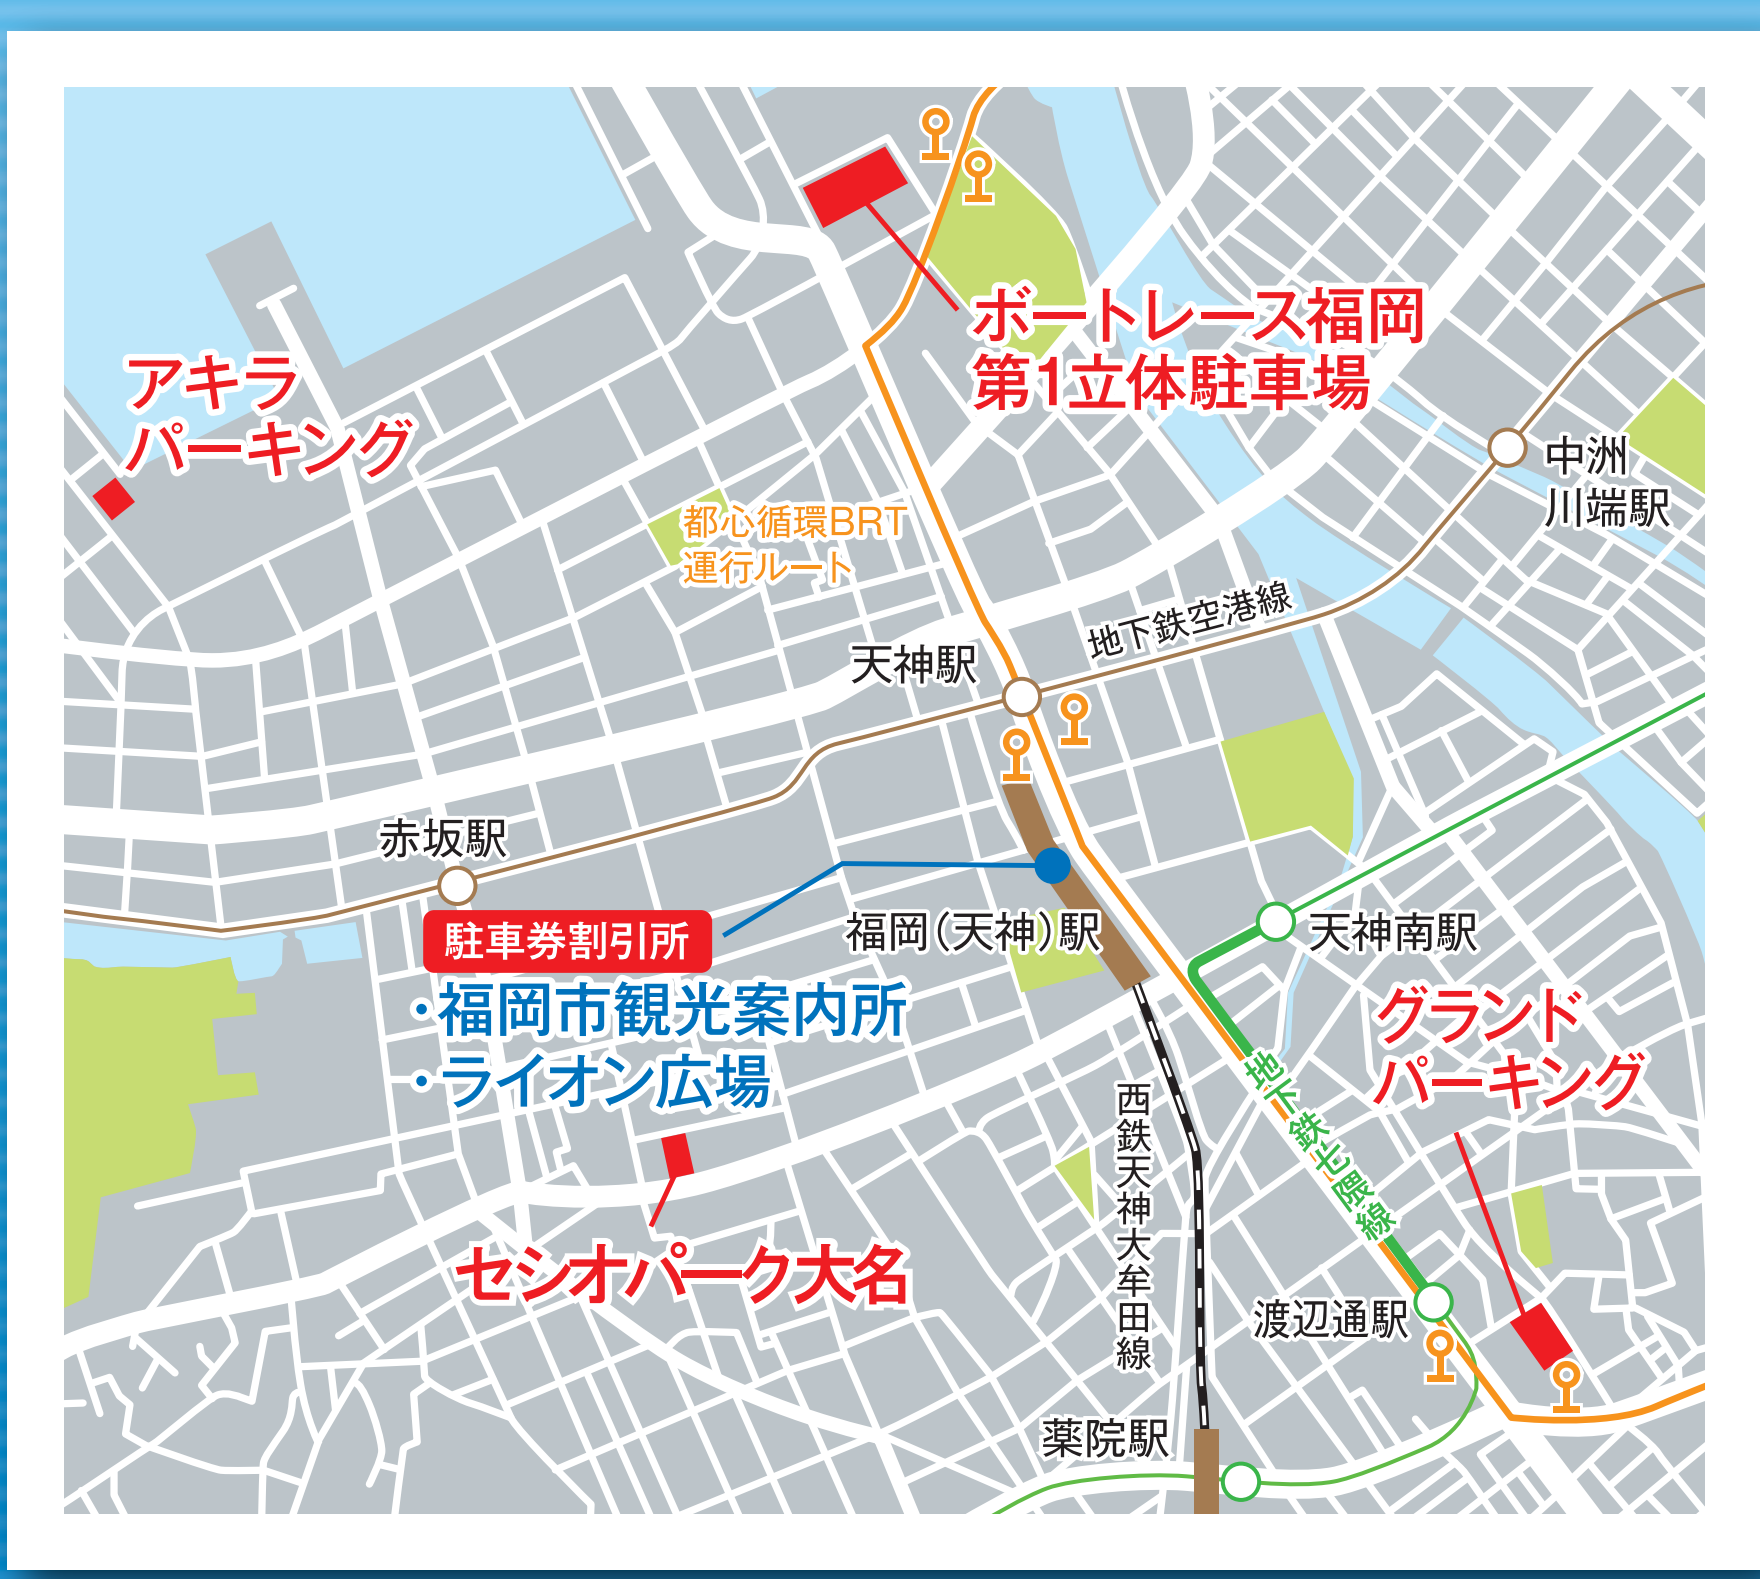 ボートレース福岡
第1立体駐車場
アキラ
パーキング
中洲
川端駅
都心循環BRT
運行ルート
地下鉄空港線
天神駅
赤坂駅
福岡（天神）駅
天神南駅
駐車券割引所
・福岡市観光案内所
・ライオン広場
グランド
パーキング
地下鉄七隈線
西鉄天神大牟田線
セシオパーク大名
渡辺通駅
薬院駅